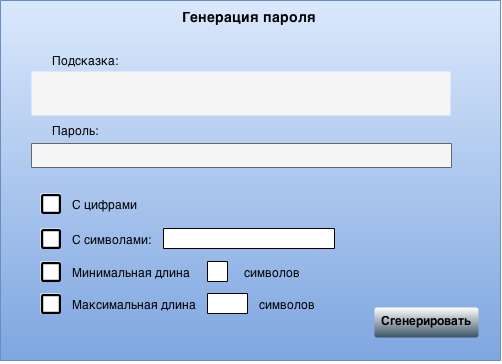 Генерация пароля
Подсказка:
Пароль:
С цифрами
С символами:
Минимальная длина символов
Максимальная длина символов
Сгенерировать